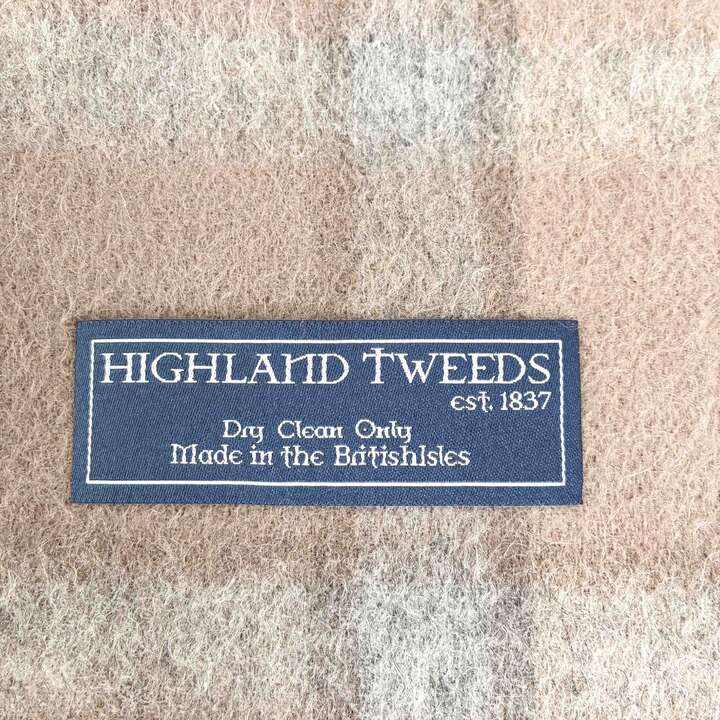 HIGHLAND TWEEDS
est. 1837
Dry Clean Only
Made in the BritishIsles